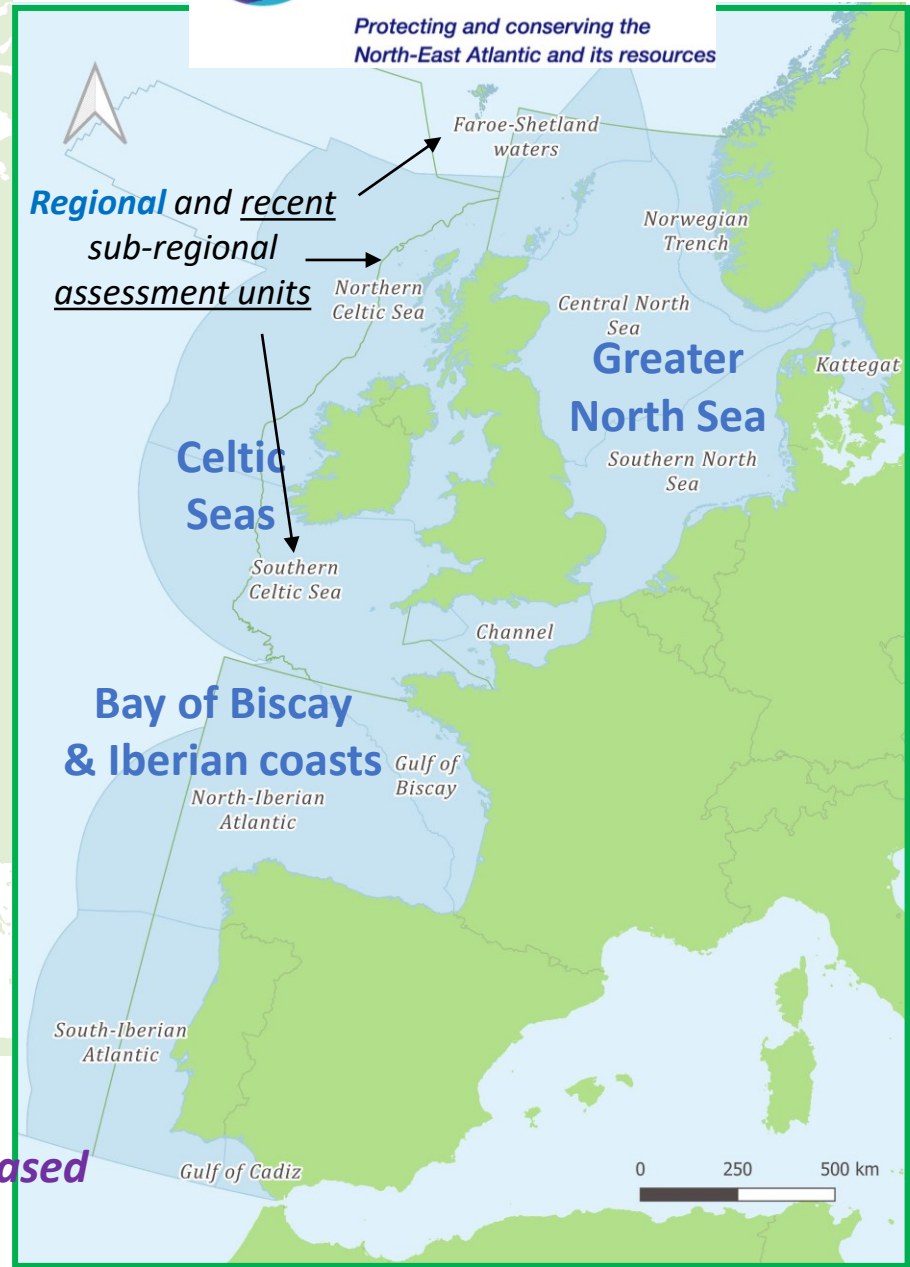 Protecting and conserving the
North-East Atlantic and its resources
Faroe-Shetland
waters
Regional and recent
sub-regional
assessment units
Norwegian
Trench
Northern
Celtic Sea
Central North
Sea
Greater
North Sea
Kattegat
Celtic
Seas
Southern North
Sea
Southern
Celtic Sea
Channel
Bay of Biscay
& Iberian coasts
Gulf of
Biscay
North-Iberian
Atlantic
South-Iberian
Atlantic
ased
Gulf of Cadiz
0 250 500 km